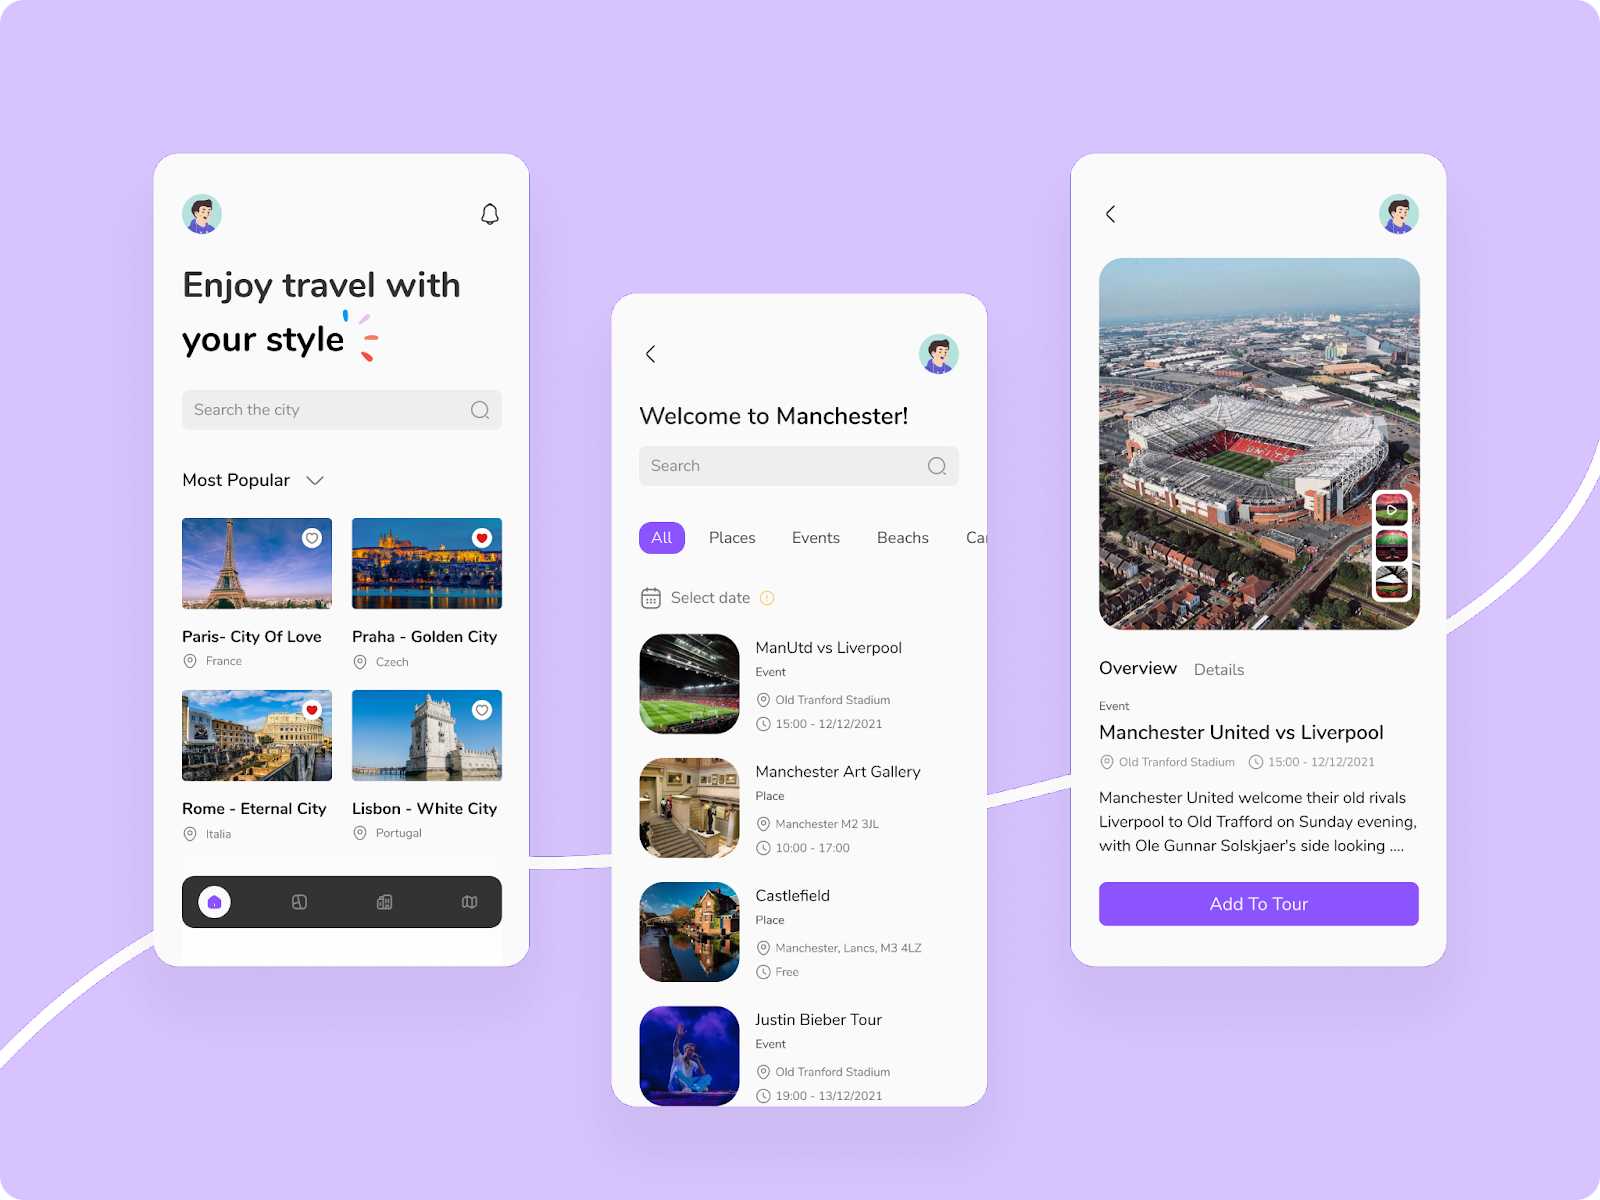 Enjoy travel with
your style
Search the city
Most Popular
Paris- City Of Love
France
Praha - Golden City
Czech
Rome - Eternal City
Italia
Lisbon - White City
Portugal
Welcome to Manchester!
Search
All Places Events Beachs Ca
Select date
ManUtd vs Liverpool
Event
Old Tranford Stadium
15:00 - 12/12/2021
Manchester Art Gallery
Place
Manchester M2 3JL
10:00 - 17:00
Castlefield
Place
Manchester, Lancs, M3 4LZ
Free
Justin Bieber Tour
Event
Old Tranford Stadium
19:00 - 13/12/2021
UNITE
Overview Details
Event
Manchester United vs Liverpool
Old Tranford Stadium 15:00 - 12/12/2021
Manchester United welcome their old rivals
Liverpool to Old Trafford on Sunday evening,
with Ole Gunnar Solskjaer's side looking ....
Add To Tour